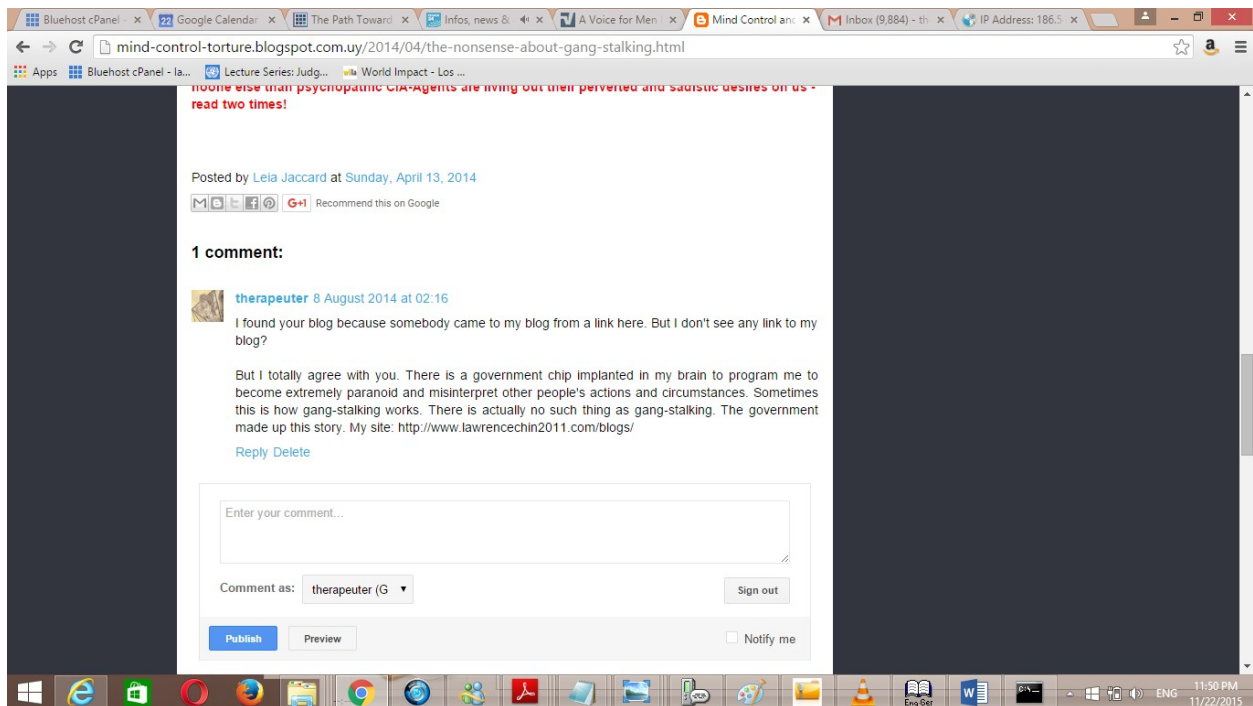 Bluehost cPanel -
22 Google Calendar
The Path Toward
Infos, news &
A Voice for Men
Mind Control and
Inbox (9,884) - th
IP Address: 186.5
mind-control-torture.blogspot.com.uy/2014/04/the-nonsense-about-gang-stalking.html
Apps Bluehost cPanel - la... Lecture Series: Judg... World Impact - Los ...
noone else than psychopathic CIA-Agents are living out their perverted and sadistic desires on us -
read two times!
Posted by Leia Jaccard at Sunday, April 13, 2014
G+1 Recommend this on Google
1 comment:
therapeuter 8 August 2014 at 02:16
I found your blog because somebody came to my blog from a link here. But I don't see any link to my
blog?
But I totally agree with you. There is a government chip implanted in my brain to program me to
become extremely paranoid and misinterpret other people's actions and circumstances. Sometimes
this is how gang-stalking works. There is actually no such thing as gang-stalking. The government
made up this story. My site: http://www.lawrencechin2011.com/blogs/
Reply Delete
Enter your comment...
Comment as: therapeuter (G
Sign out
Publish Preview
Notify me
Eng Ger
ENG
11:50 PM
11/22/2015